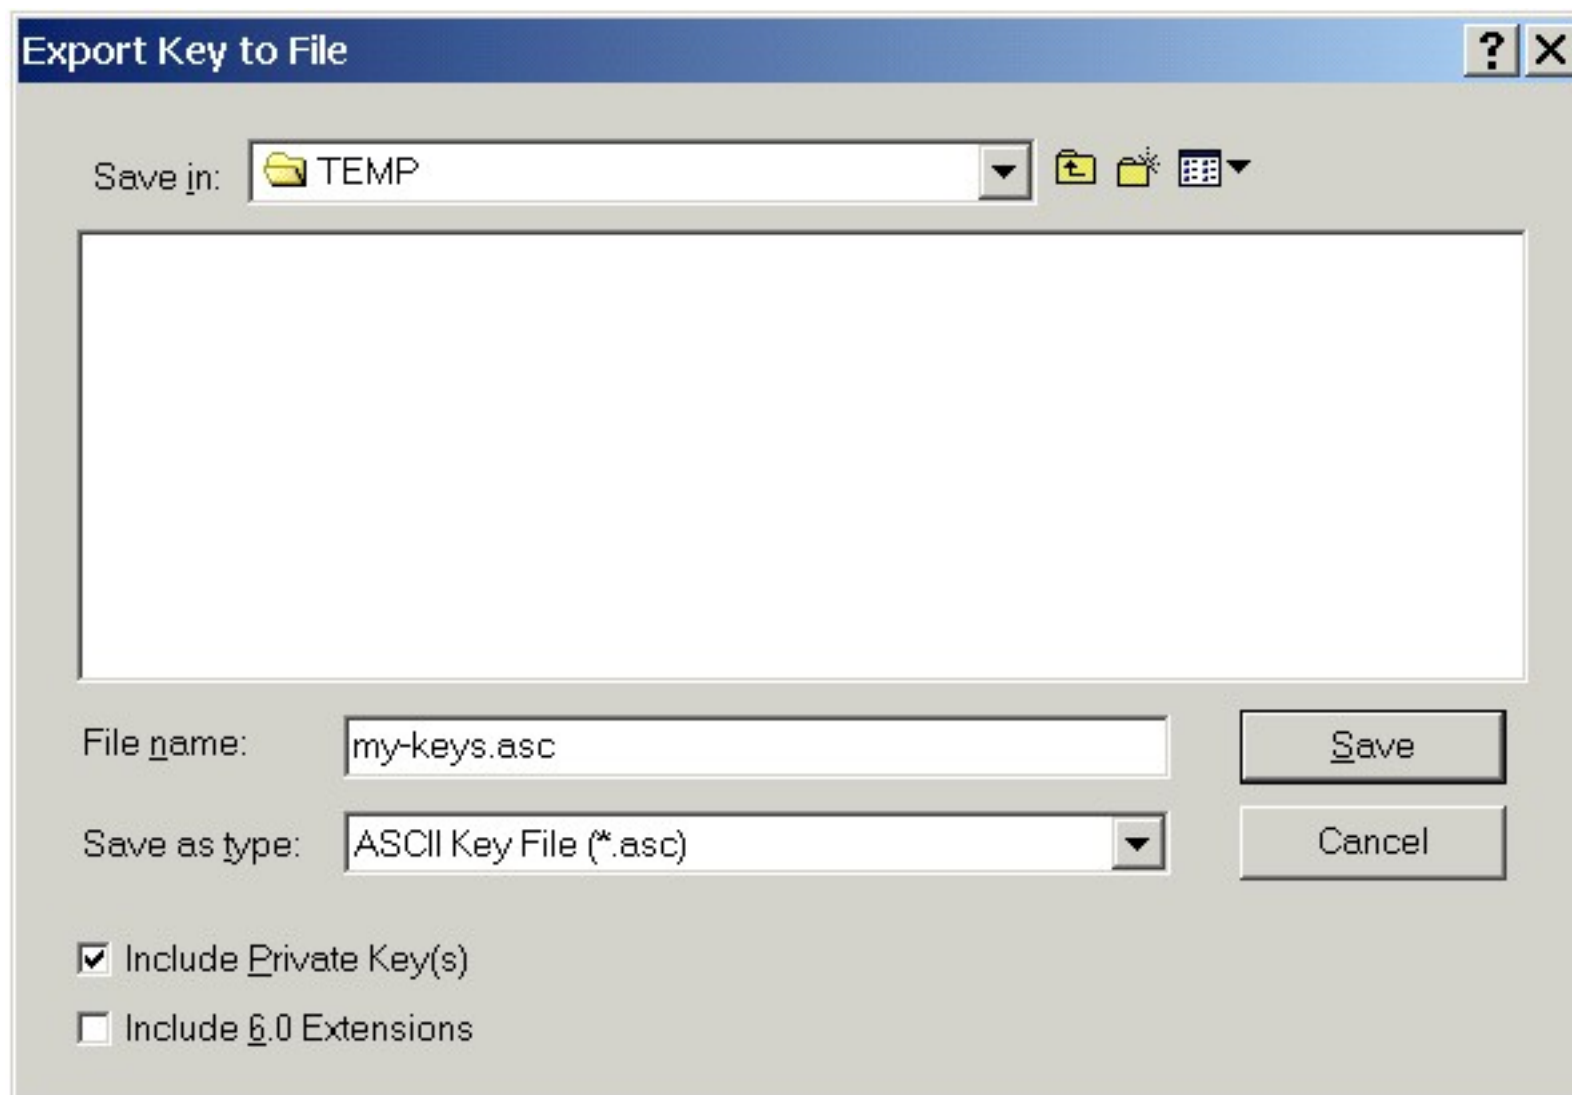 Export Key to File
Save in: TEMP
File name: my-keys.asc Save
Save as type: ASCII Key File (*.asc) Cancel
Include Private Key(s)
Include 6.0 Extensions